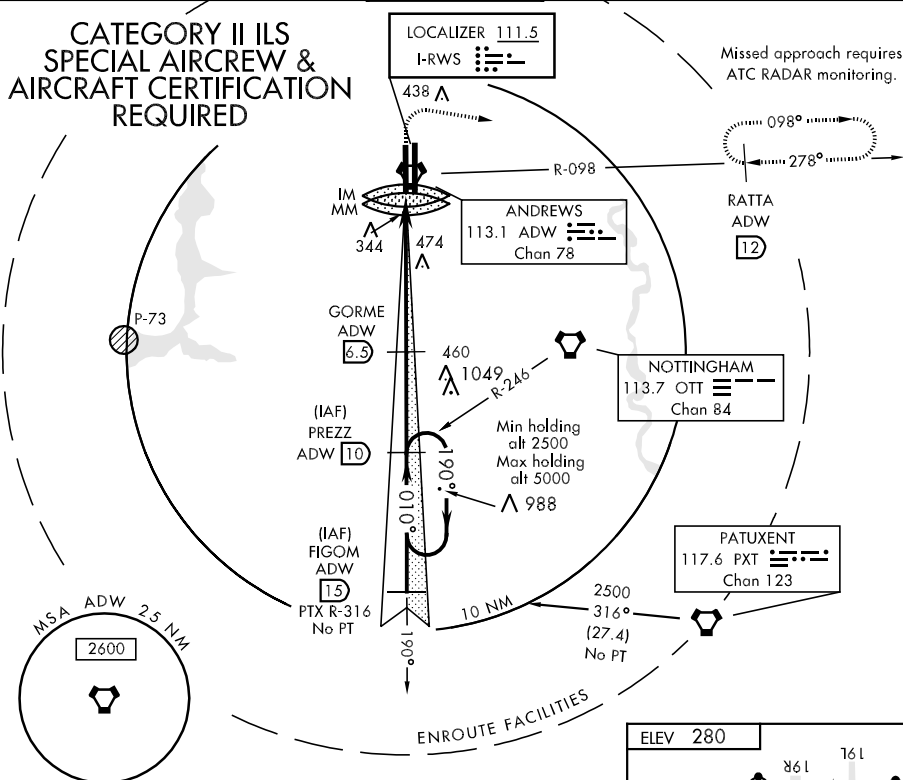 CATEGORY II ILS
SPECIAL AIRCREW &
AIRCRAFT CERTIFICATION
REQUIRED
LOCALIZER 111.5
I-RWS
Missed approach requires
ATC RADAR monitoring.
438
098°
278°
R-098
RATTA
ADW
12
IM
MM
ANDREWS
113.1 ADW
Chan 78
344
474
P-73
GORME
ADW
6.5
460
1049
R-246
NOTTINGHAM
113.7 OTT
Chan 84
(IAF)
PREZZ
ADW 10
Min holding
alt 2500
Max holding
alt 5000
190°
010°
988
(IAF)
FIGOM
ADW
15
PTX R-316
No PT
PATUXENT
117.6 PXT
Chan 123
10 NM
2500
316°
(27.4)
No PT
190°
MSA ADW 25 NM
2600
ENROUTE FACILITIES
ELEV 280
19R
19L